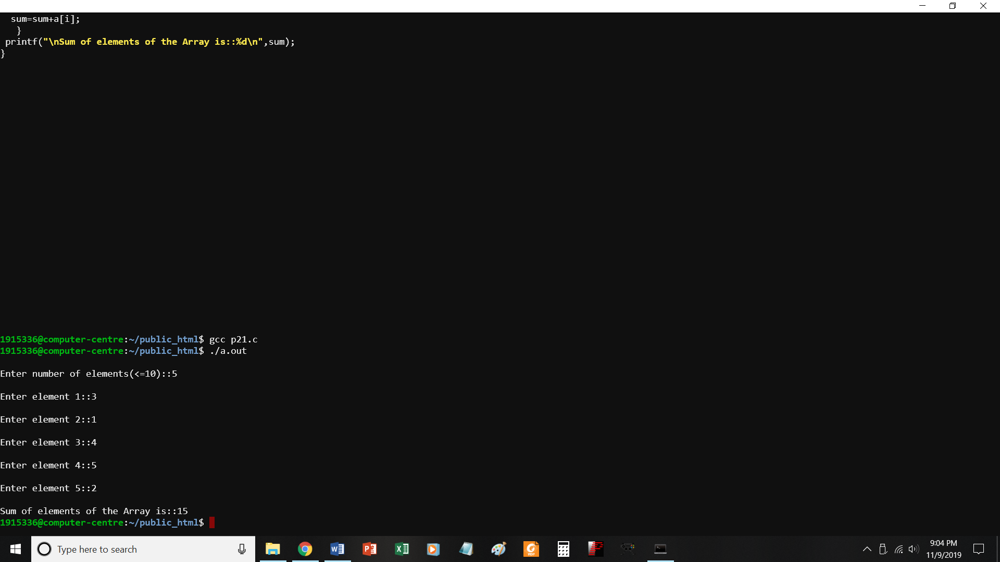 sum=sum+a[i];
}
printf("\nSum of elements of the Array is::%d\n",sum);
}
1915336@computer-centre:~/public_html$ gcc p21.c
1915336@computer-centre:~/public_html$ ./a.out
Enter number of elements(<=10)::5
Enter element 1::3
Enter element 2::1
Enter element 3::4
Enter element 4::5
Enter element 5::2
Sum of elements of the Array is::15
1915336@computer-centre:~/public_html$
Type here to search
9:04 PM
11/9/2019